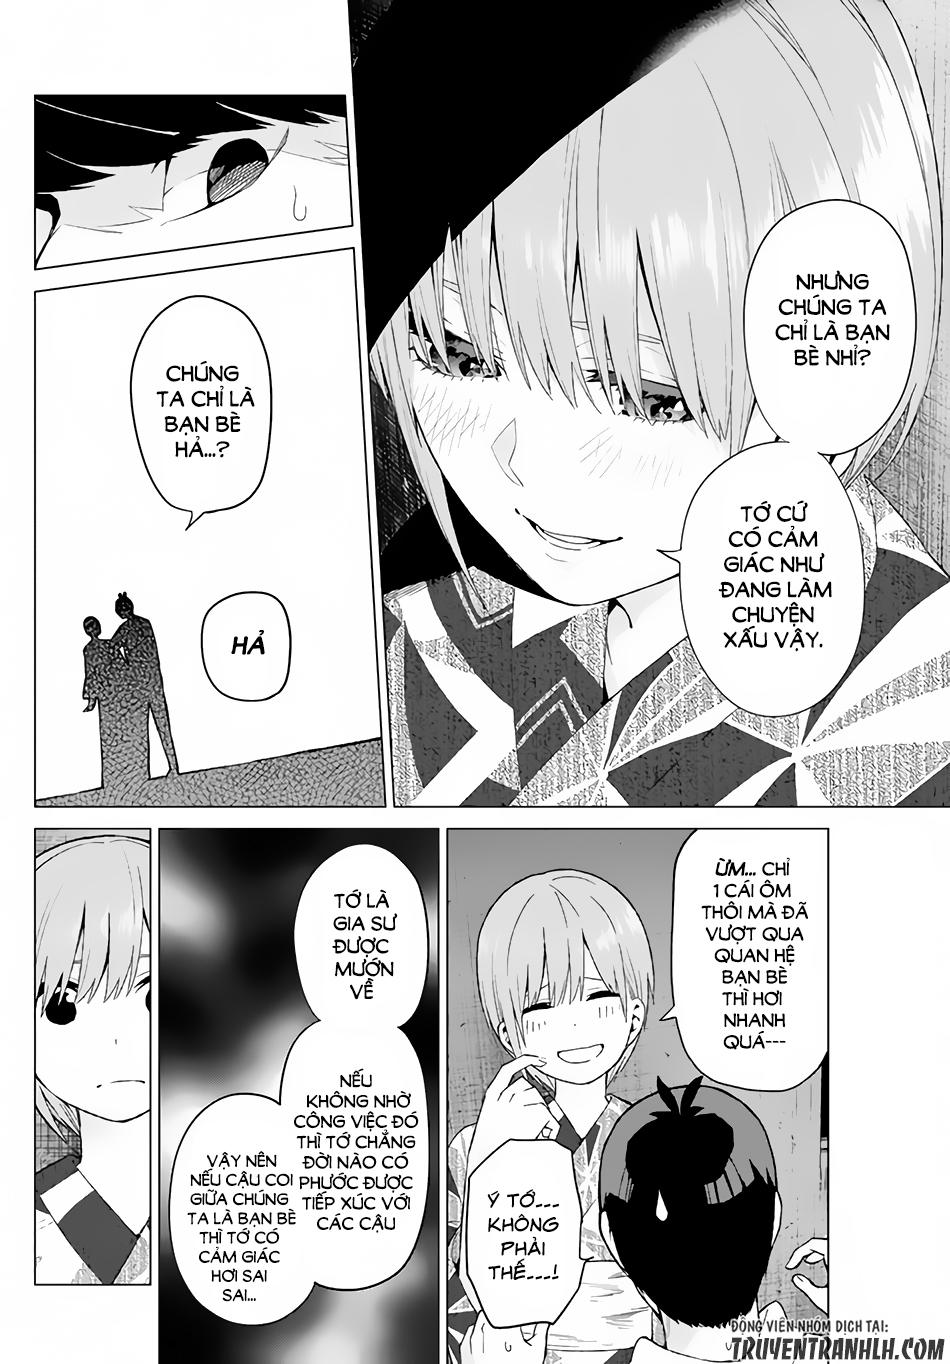 NHƯNG
CHÚNG TA
CHỈ LÀ BẠN
BÈ NHỈ?
TỚ CỨ
CÓ CẢM
GIÁC NHƯ
ĐANG LÀM
CHUYỆN
XẤU VẬY.
CHÚNG
TA CHỈ LÀ
BẠN BÈ
HẢ...?
HẢ
ỪM... CHỈ
1 CÁI ÔM
THÔI MÀ ĐÃ
VƯỢT QUA
QUAN HỆ
BẠN BÈ
THÌ HƠI
NHANH
QUÁ---
Ý TỚ...
KHÔNG
PHẢI
THẾ...!
TỚ LÀ
GIA SƯ
ĐƯỢC
MƯỚN
VỀ
NẾU
KHÔNG NHỜ
CÔNG VIỆC ĐÓ
THÌ TỚ CHẲNG
ĐỜI NÀO CÓ
PHƯỚC ĐƯỢC
TIẾP XÚC VỚI
CÁC CẬU
VẬY NÊN
NẾU CẬU COI
GIỮA CHÚNG
TA LÀ BẠN BÈ
THÌ TỚ CÓ
CẢM GIÁC
HƠI SAI
SAI...
ĐỘNG VIÊN NHÓM DỊCH TẠI:
TRUYENTRANHLH.COM